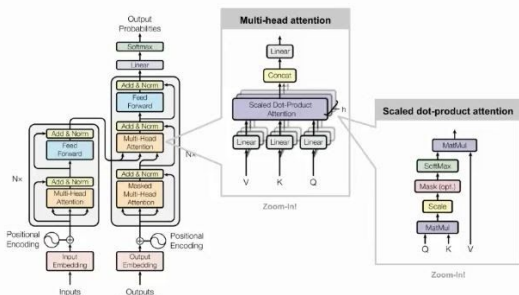 Output
Probabilities
Softmax
Linear
Add & Norm
Feed
Forward
Add & Norm
Multi-Head
Attention
Add & Norm
Masked
Multi-Head
Attention
Nx
Positional
Encoding
Output
Embedding
Outputs
Add & Norm
Feed
Forward
Add & Norm
Multi-Head
Attention
Nx
Positional
Encoding
Input
Embedding
Inputs
Multi-head attention
Linear
Concat
Scaled Dot-Product
Attention
h
Linear
Linear
Linear
V K Q
Zoom-In!
Scaled dot-product attention
MatMul
SoftMax
Mask (opt.)
Scale
MatMul
Q K V
Zoom-In!